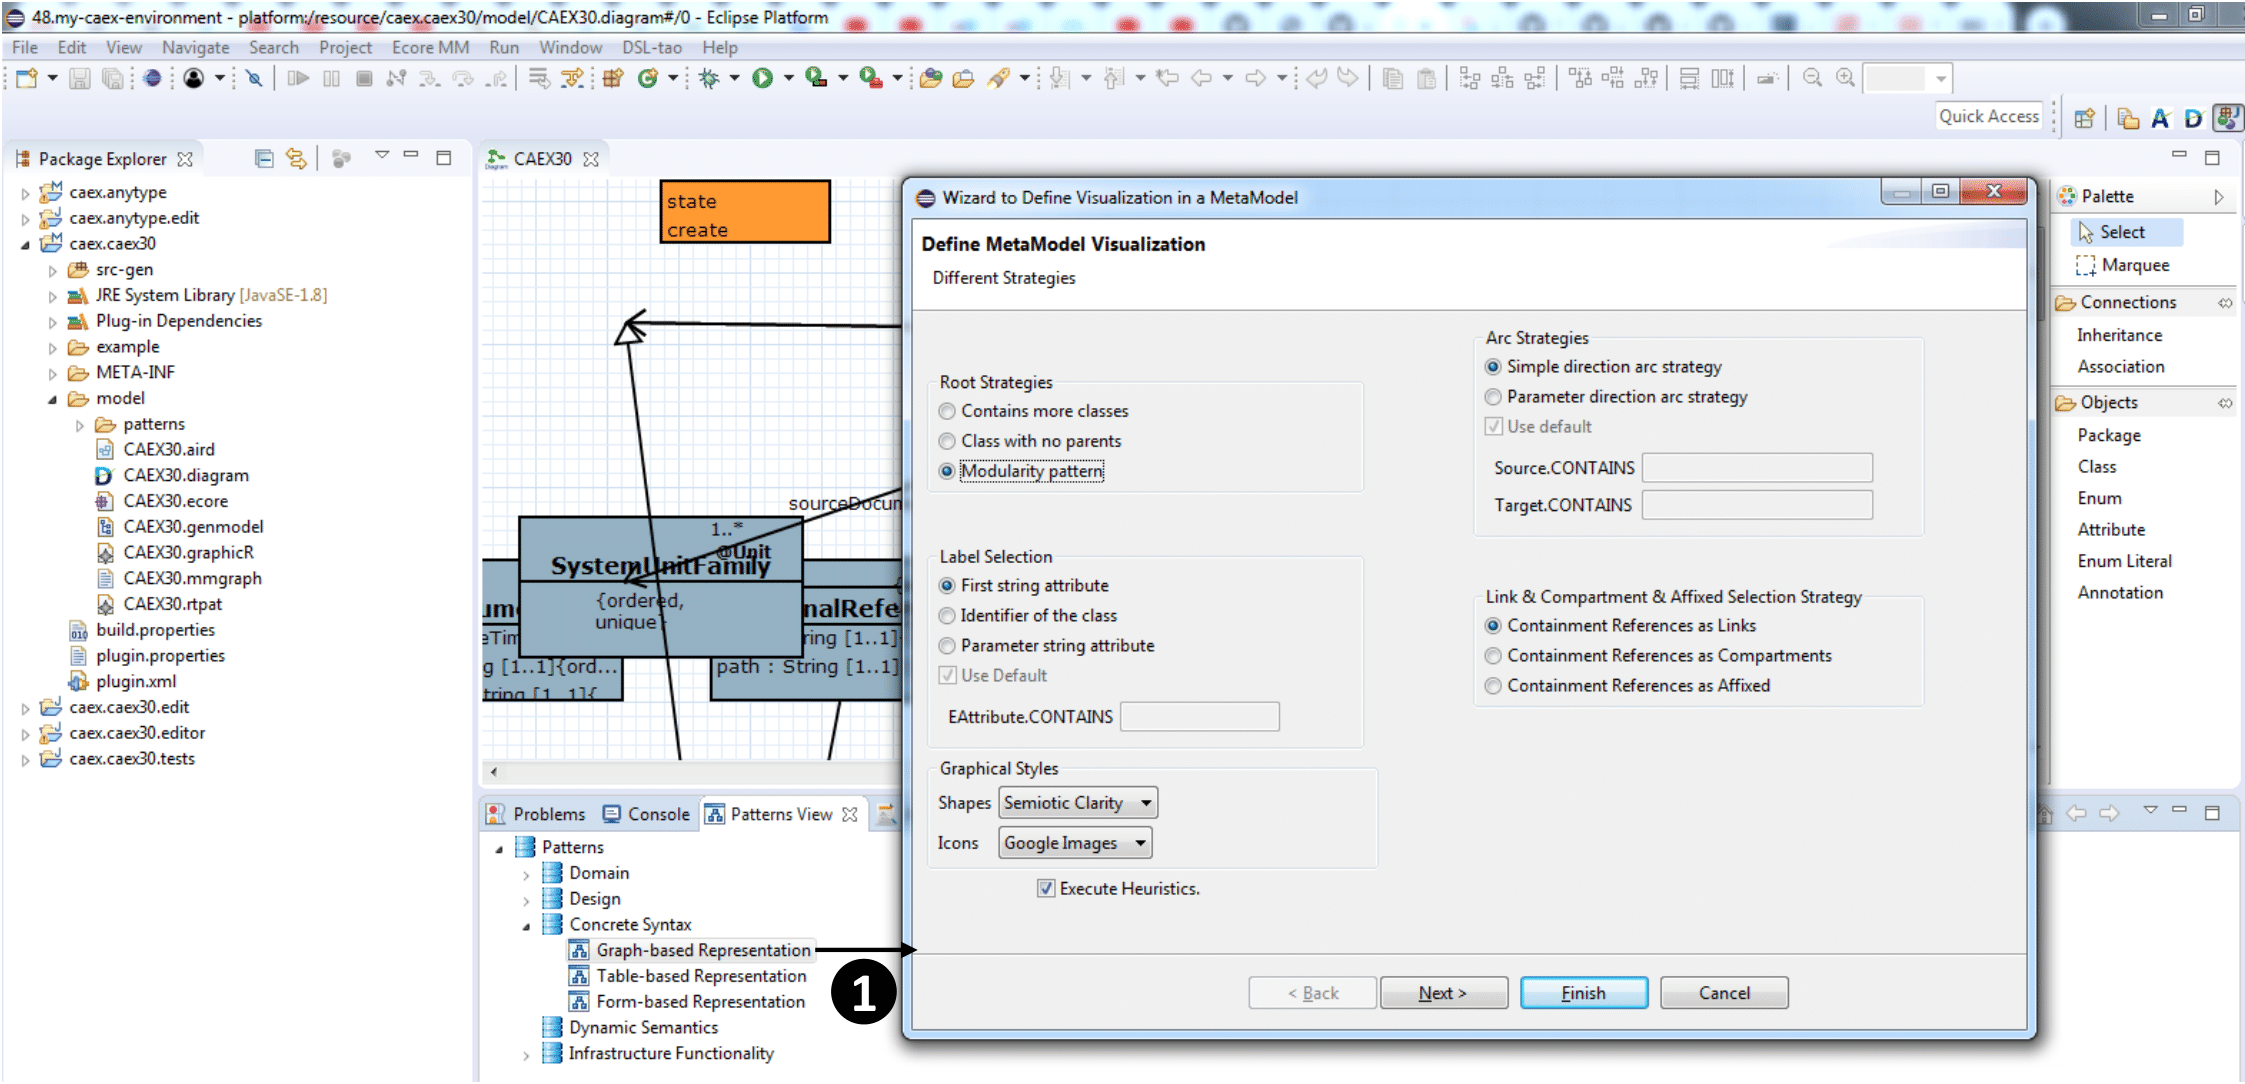 48.my-caex-environment - platform:/resource/caex.caex30/model/CAEX30.diagram#/0 - Eclipse Platform
File Edit View Navigate Search Project Ecore MM Run Window DSL-tao Help
Quick Access
Package Explorer
caex.anytype
caex.anytype.edit
caex.caex30
src-gen
JRE System Library [JavaSE-1.8]
Plug-in Dependencies
example
META-INF
model
patterns
CAEX30.aird
CAEX30.diagram
CAEX30.ecore
CAEX30.genmodel
CAEX30.graphicR
CAEX30.mmgraph
CAEX30.rtpat
build.properties
plugin.properties
plugin.xml
caex.caex30.edit
caex.caex30.editor
caex.caex30.tests
CAEX30
state
create
sourceDocum
1..*
@Unit
SystemUnitFamily
{ordered,
unique}
nalRefe
ring [1..1]
g [1..1]{ord...
path : String [1..1]
tring [1..1]{
Problems Console Patterns View
Patterns
Domain
Design
Concrete Syntax
Graph-based Representation
Table-based Representation
Form-based Representation
Dynamic Semantics
Infrastructure Functionality
1
Wizard to Define Visualization in a MetaModel
Define MetaModel Visualization
Different Strategies
Root Strategies
Contains more classes
Class with no parents
Modularity pattern
Label Selection
First string attribute
Identifier of the class
Parameter string attribute
Use Default
EAttribute.CONTAINS
Graphical Styles
Shapes Semiotic Clarity
Icons Google Images
Execute Heuristics.
Arc Strategies
Simple direction arc strategy
Parameter direction arc strategy
Use default
Source.CONTAINS
Target.CONTAINS
Link & Compartment & Affixed Selection Strategy
Containment References as Links
Containment References as Compartments
Containment References as Affixed
< Back Next > Finish Cancel
Palette
Select
Marquee
Connections
Inheritance
Association
Objects
Package
Class
Enum
Attribute
Enum Literal
Annotation